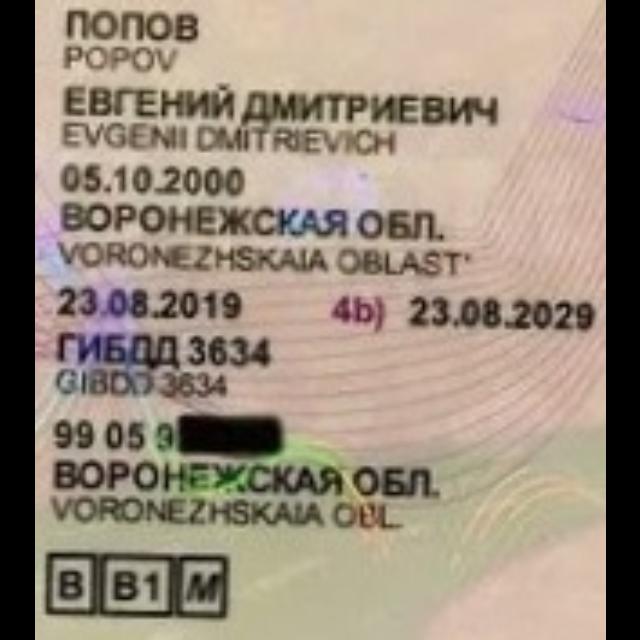 ПОПОВ
POPOV
ЕВГЕНИЙ ДМИТРИЕВИЧ
EVGENII DMITRIEVICH
05.10.2000
ВОРОНЕЖСКАЯ ОБЛ.
VORONEZHSKAIA OBLAST'
23.08.2019 4b) 23.08.2029
ГИБДД 3634
GIBDD 3634
99 05 9
ВОРОНЕЖСКАЯ ОБЛ.
VORONEZHSKAIA OBL.
B B1 M